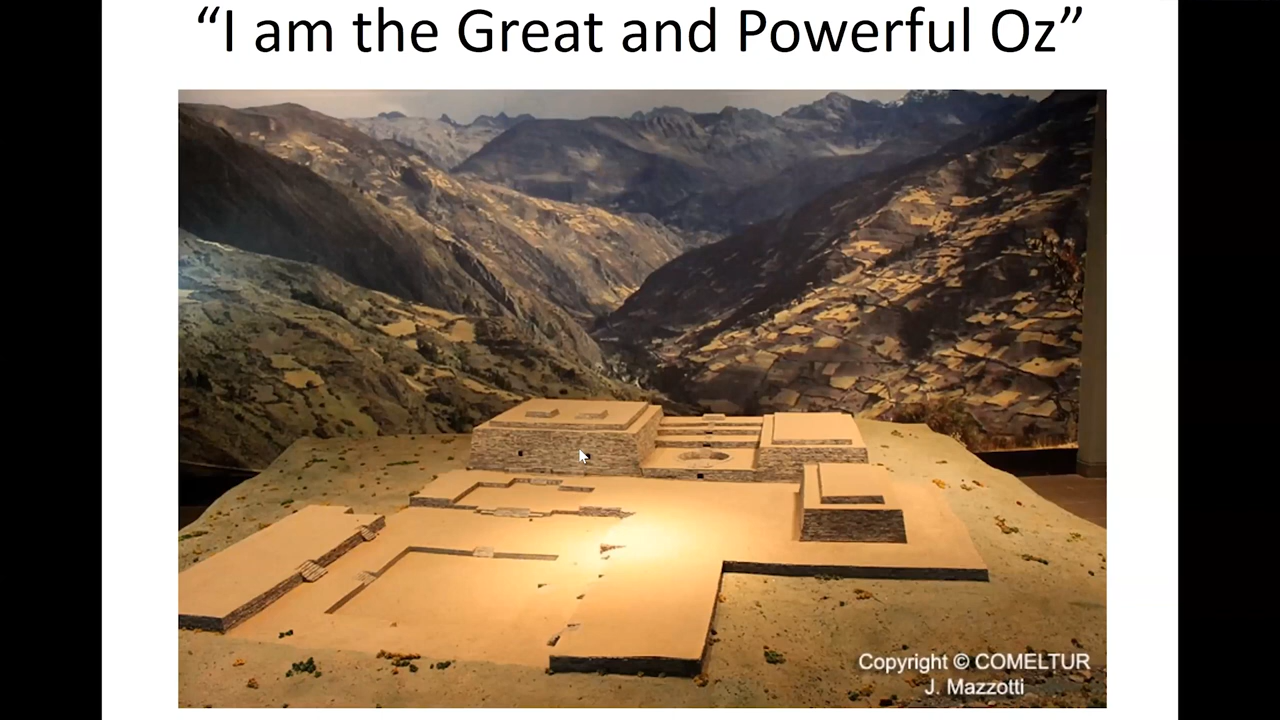 “I am the Great and Powerful Oz”
Copyright © COMELTUR
J. Mazzotti